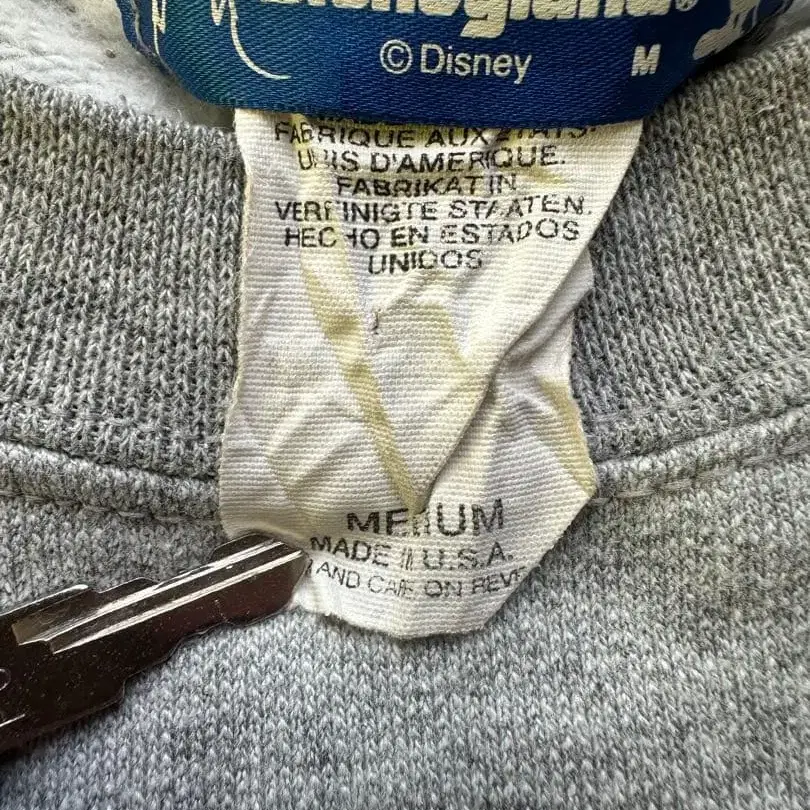 Disneyland®
© Disney M
FABRIQUE AUX ETATS-
UNIS D'AMERIQUE.
FABRIKAT IN
VEREINIGTE STAATEN.
HECHO EN ESTADOS
UNIDOS
MEDIUM
MADE IN U.S.A.
AND CARE ON REVE